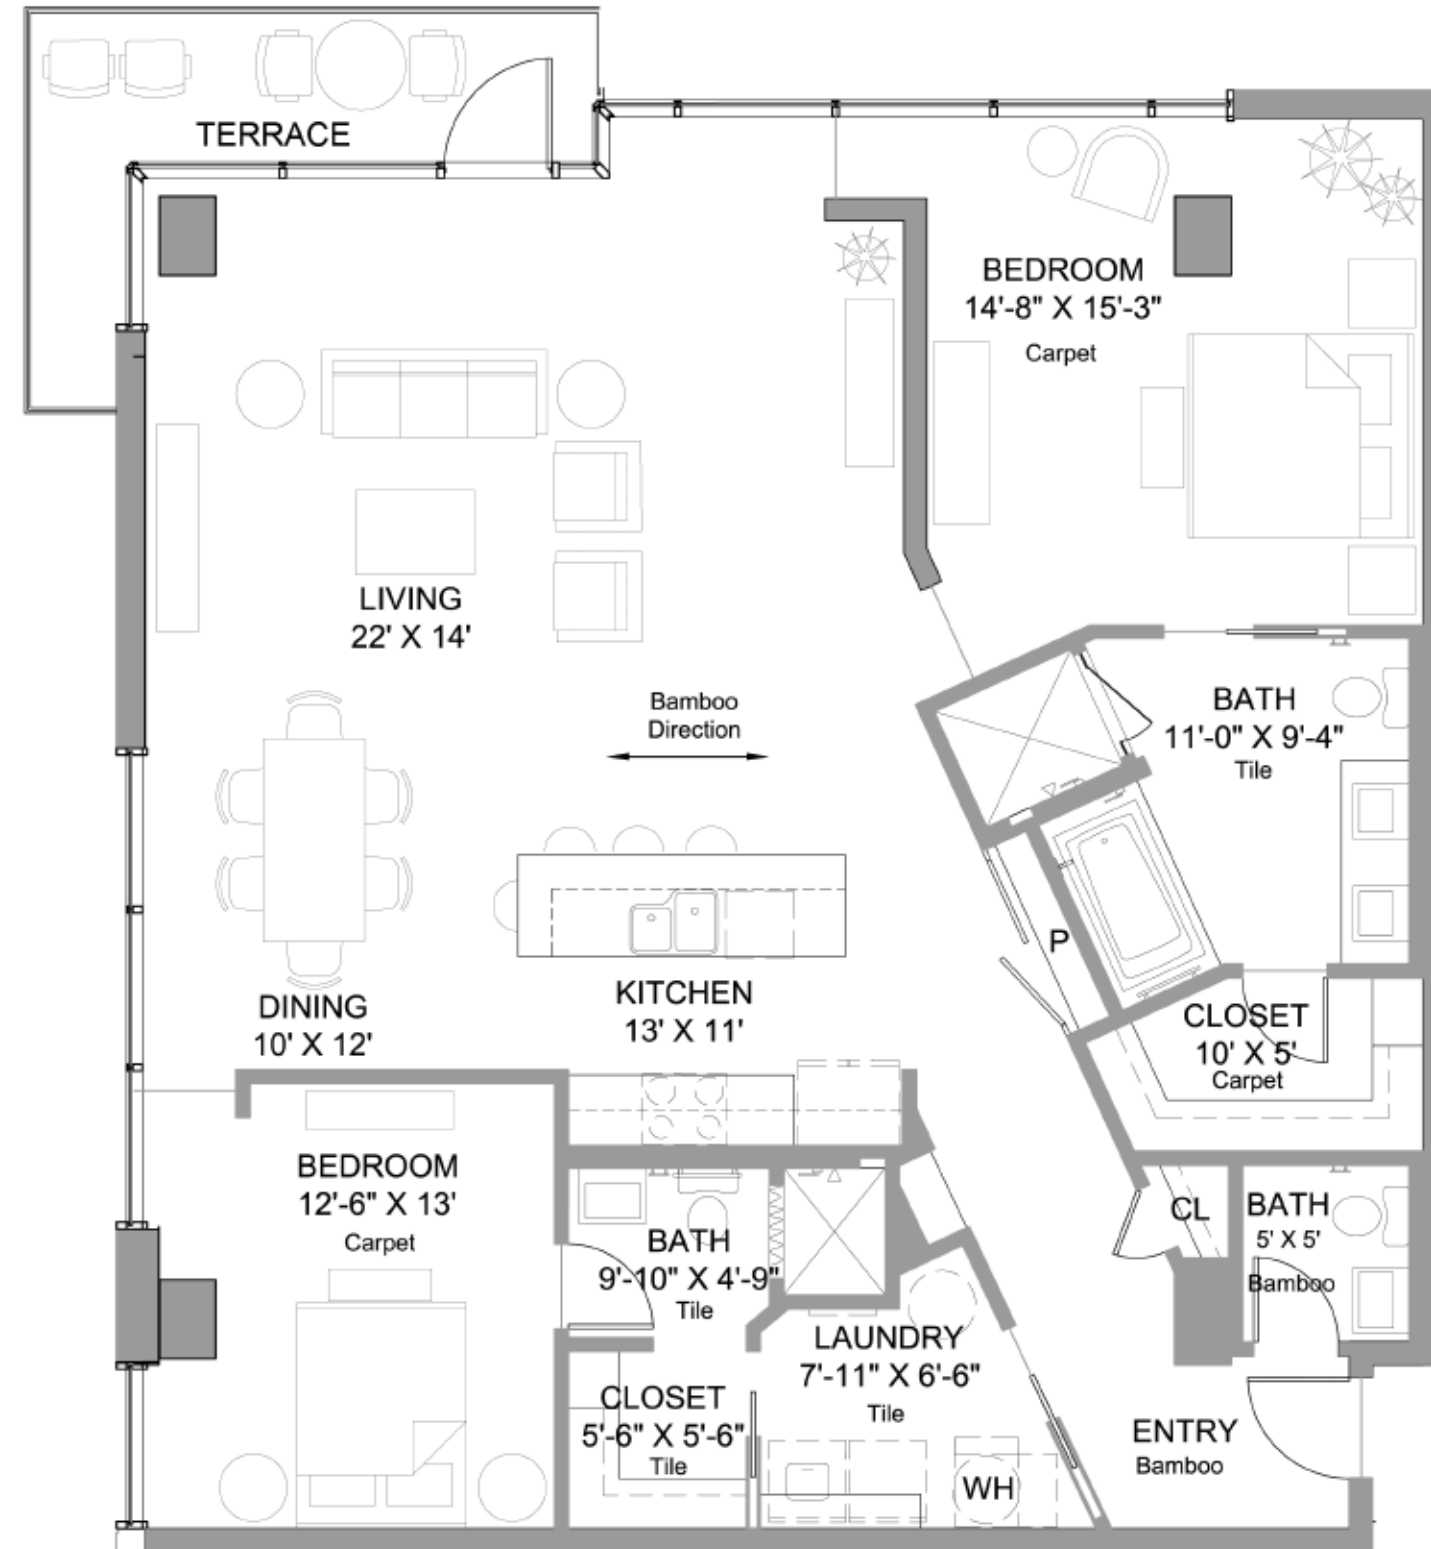 TERRACE
BEDROOM
14'-8" X 15'-3"
Carpet
LIVING
22' X 14'
Bamboo
Direction
BATH
11'-0" X 9'-4"
Tile
P
DINING
10' X 12'
KITCHEN
13' X 11'
CLOSET
10' X 5'
Carpet
BEDROOM
12'-6" X 13'
Carpet
BATH
9'-10" X 4'-9"
Tile
CL
BATH
5' X 5'
Bamboo
LAUNDRY
7'-11" X 6'-6"
Tile
CLOSET
5'-6" X 5'-6"
Tile
WH
ENTRY
Bamboo